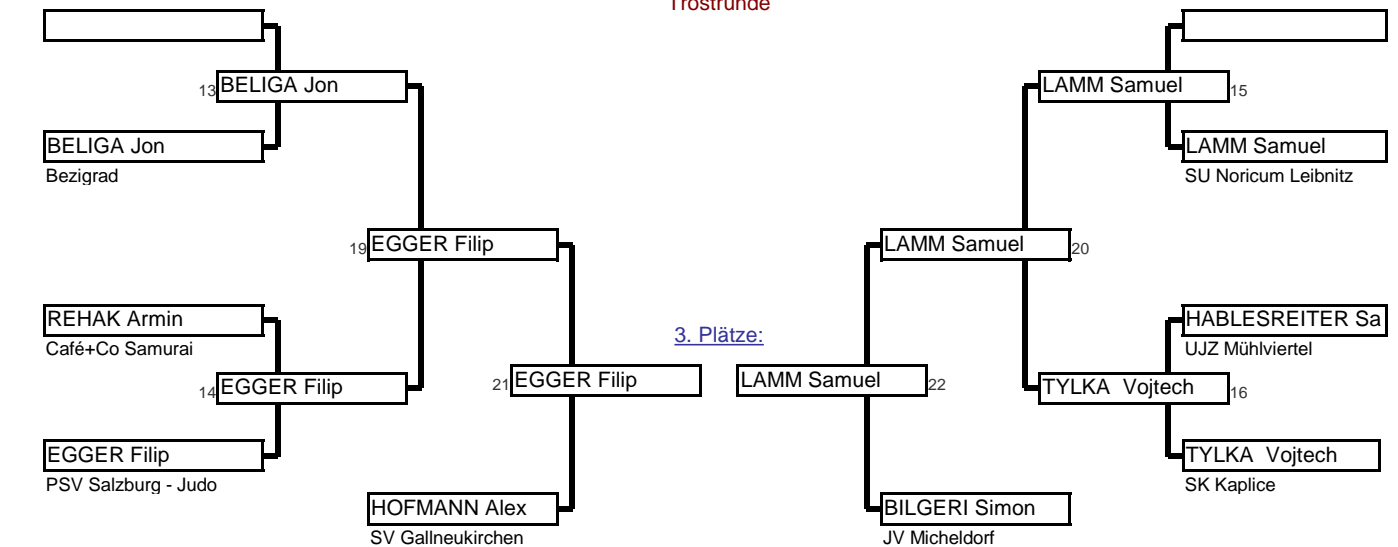 Trostrunde
13 BELIGA Jon
LAMM Samuel 15
BELIGA Jon
Bezigrad
LAMM Samuel
SU Noricum Leibnitz
19 EGGER Filip
LAMM Samuel 20
REHAK Armin
Café+Co Samurai
HABLESREITER Sa
UJZ Mühlviertel
3. Plätze:
14 EGGER Filip
21 EGGER Filip
LAMM Samuel 22
TYLKA  Vojtech 16
EGGER Filip
PSV Salzburg - Judo
TYLKA  Vojtech
SK Kaplice
HOFMANN Alex
SV Gallneukirchen
BILGERI Simon
JV Micheldorf